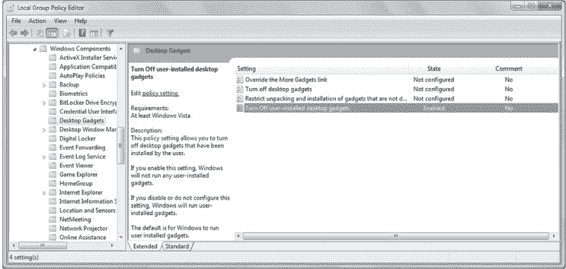 Local Group Policy Editor
File Action View Help
Windows Components
ActiveX Installer Servic
Application Compatib
AutoPlay Policies
Backup
Biometrics
BitLocker Drive Encryp
Credential User Interfa
Desktop Gadgets
Desktop Window Man
Digital Locker
Event Forwarding
Event Log Service
Event Viewer
Game Explorer
HomeGroup
Internet Explorer
Internet Information S
Location and Sensors
NetMeeting
Network Projector
Online Assistance
Desktop Gadgets
Turn Off user-installed desktop
gadgets
Edit policy setting.
Requirements:
At least Windows Vista
Description:
This policy setting allows you to
turn off desktop gadgets that have been
installed by the user.
If you enable this setting, Windows
will not run any user-installed
gadgets.
If you disable or do not configure this
setting, Windows will run user-
installed gadgets.
The default is for Windows to run
user installed gadgets.
Setting State Comment
Override the More Gadgets link Not configured No
Turn off desktop gadgets Not configured No
Restrict unpacking and installation of gadgets that are not d... Not configured No
Turn Off user-installed desktop gadgets Enabled No
Extended Standard
4 setting(s)